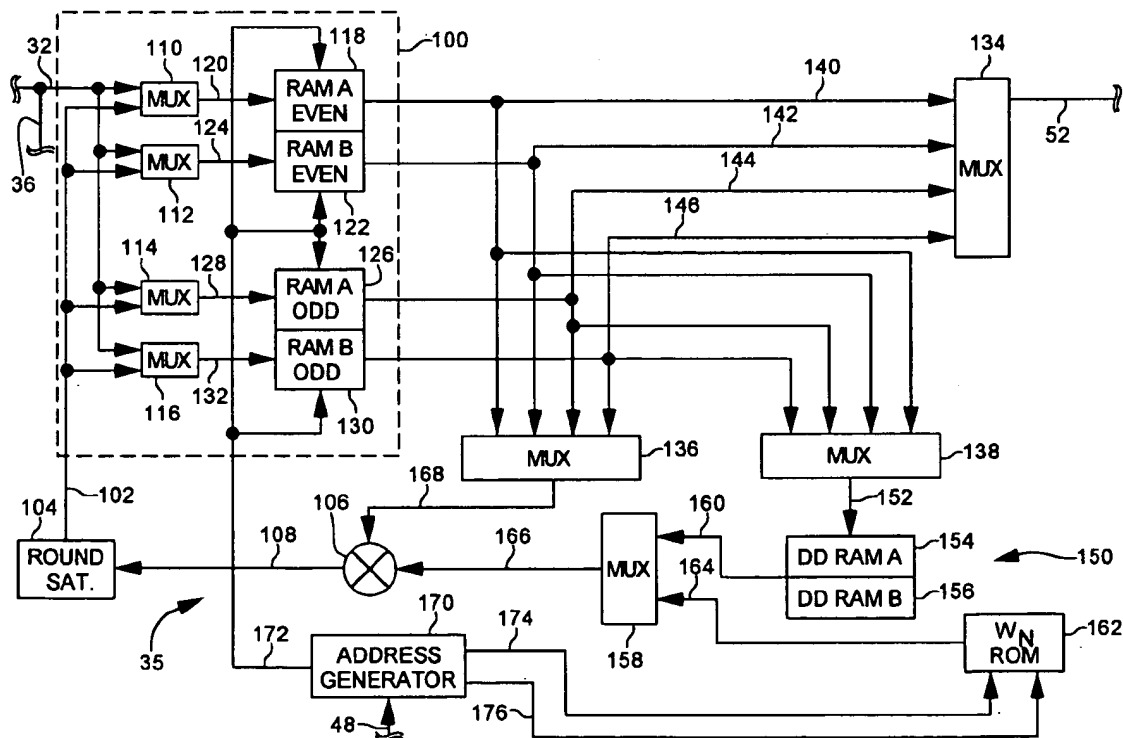 32
110
120
118
100
134
MUX
RAM A
EVEN
140
52
36
124
142
MUX
RAM B
EVEN
144
MUX
112
122
146
114
128
126
MUX
RAM A
ODD
MUX
RAM B
ODD
116
132
130
MUX
136
MUX
138
102
168
152
104
106
160
154
ROUND
SAT.
108
166
MUX
DD RAM A
150
164
DD RAM B
156
170
174
158
W N
ROM
162
35
172
ADDRESS
GENERATOR
176
48